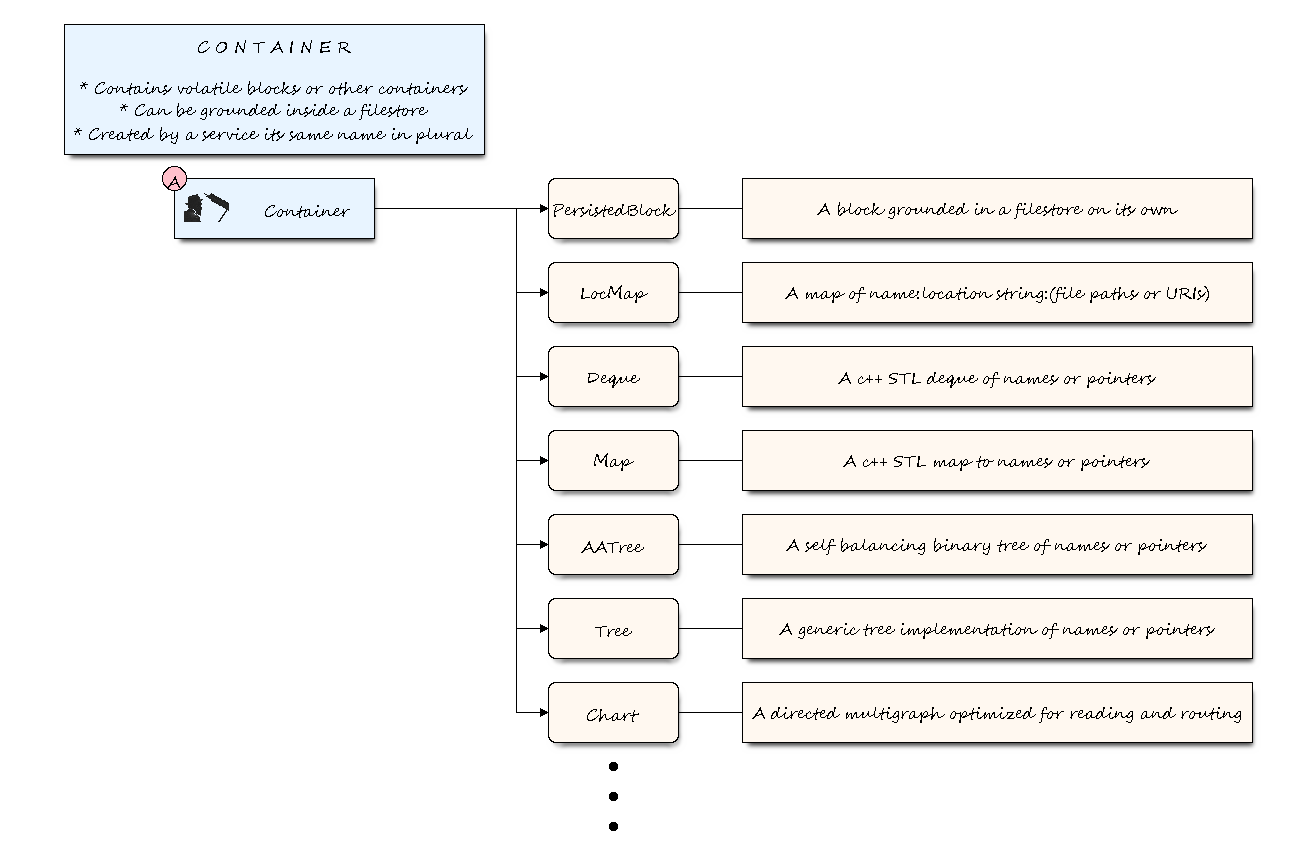 CONTAINER
* Contains volatile blocks or other containers
* Can be grounded inside a filestore
* Created by a service its same name in plural
A
Container
PersistedBlock
A block grounded in a filestore on its own
LocMap
A map of name:location string:(file paths or URIs)
Deque
A c++ STL deque of names or pointers
Map
A c++ STL map to names or pointers
AATree
A self balancing binary tree of names or pointers
Tree
A generic tree implementation of names or pointers
Chart
A directed multigraph optimized for reading and routing